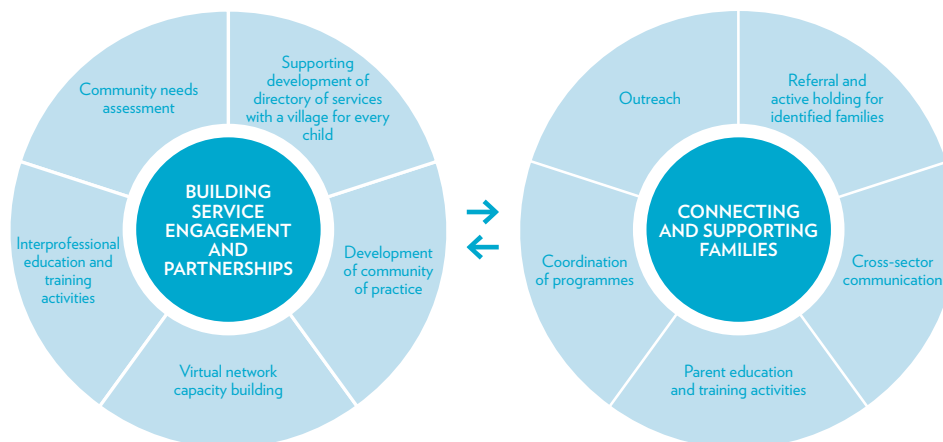 Supporting
development of
directory of services
with a village for every
child
Community needs
assessment
BUILDING
SERVICE
ENGAGEMENT
AND
PARTNERSHIPS
Interprofessional
education and
training
activities
Development
of community
of practice
Virtual network
capacity building
Outreach
Referral and
active holding for
identified families
CONNECTING
AND SUPPORTING
FAMILIES
Coordination
of programmes
Cross-sector
communication
Parent education
and training activities